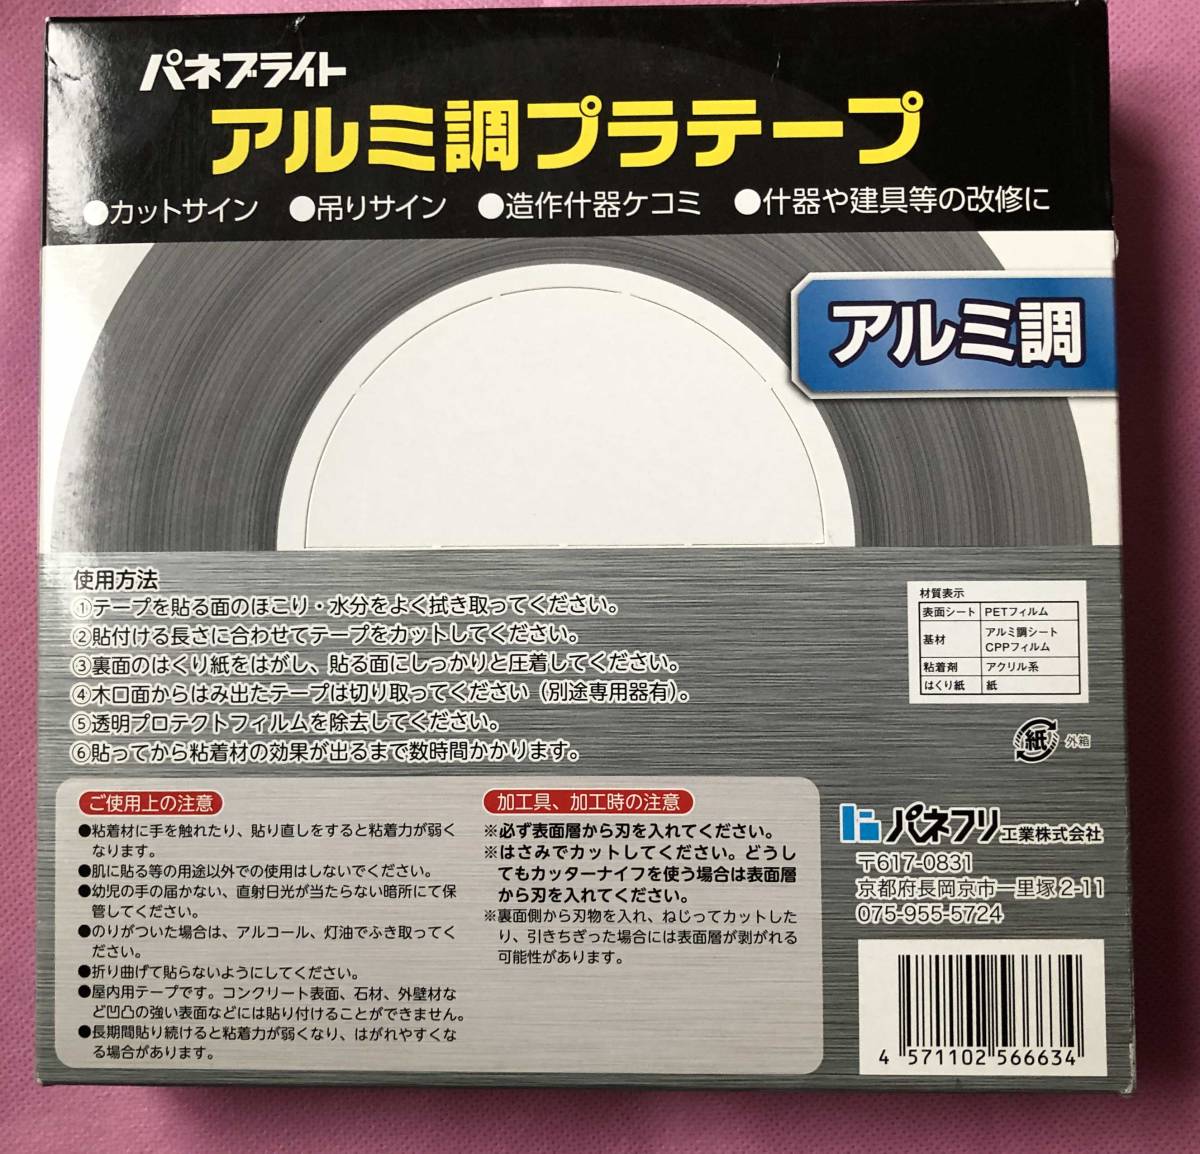 パネブライト
アルミ調プラテープ
●カットサイン ●吊りサイン ●造作什器ケコミ ●什器や建具等の改修に
アルミ調
使用方法
①テープを貼る面のほこり・水分をよく拭き取ってください。
②貼付ける長さに合わせてテープをカットしてください。
③裏面のはくり紙をはがし、貼る面にしっかりと圧着してください。
④木口面からはみ出たテープは切り取ってください（別途専用器有）。
⑤透明プロテクトフィルムを除去してください。
⑥貼ってから粘着材の効果が出るまで数時間かかります。
材質表示
表面シート PETフィルム
基材 アルミ調シート
CPPフィルム
粘着剤 アクリル系
はくり紙 紙
紙 外箱
ご使用上の注意
●粘着材に手を触れたり、貼り直しをすると粘着力が弱く
なります。
●肌に貼る等の用途以外での使用はしないでください。
●幼児の手の届かない、直射日光が当たらない暗所にて保
管してください。
●のりがついた場合は、アルコール、灯油でふき取ってく
ださい。
●折り曲げて貼らないようにしてください。
●屋内用テープです。コンクリート表面、石材、外壁材な
ど凹凸の強い表面などには貼り付けることができません。
●長期間貼り続けると粘着力が弱くなり、はがれやすくな
る場合があります。
加工具、加工時の注意
※必ず表面層から刃を入れてください。
※はさみでカットしてください。どうし
てもカッターナイフを使う場合は表面層
から刃を入れてください。
※裏面側から刃物を入れ、ねじってカットした
り、引きちぎった場合には表面層が剥がれる
可能性があります。
パネフリ工業株式会社
〒617-0831
京都府長岡京市一里塚2-11
075-955-5724
4 571102 566634